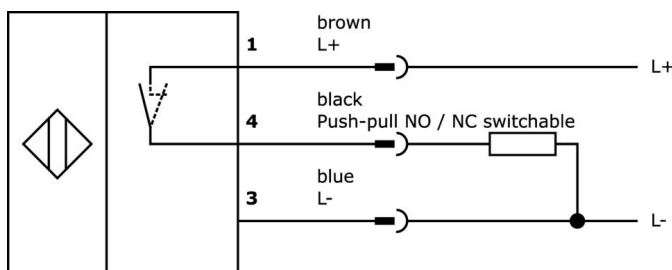 brown
1 L+
L+
black
4 Push-pull NO / NC switchable
blue
3 L-
L-